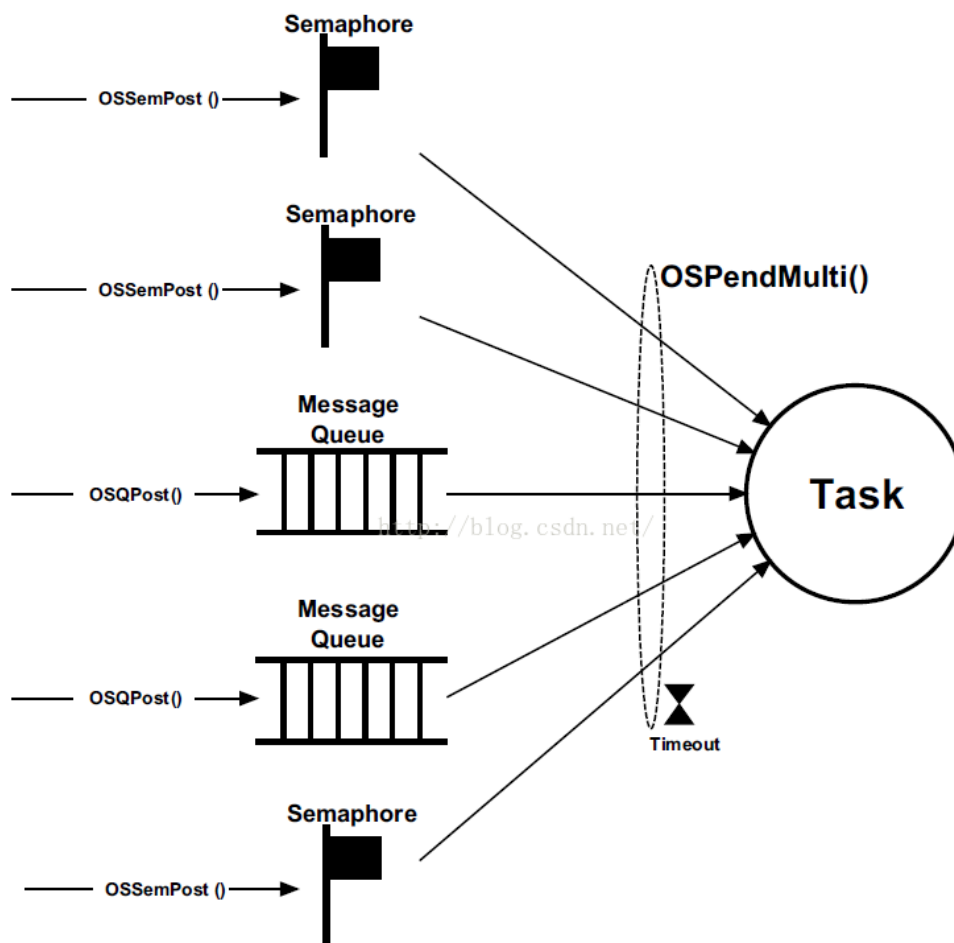 Semaphore
OSSemPost ()
Semaphore
OSSemPost ()
OSPendMulti()
Message
Queue
OSQPost()
Task
http://blog.csdn.net/
Message
Queue
OSQPost()
Timeout
Semaphore
OSSemPost ()